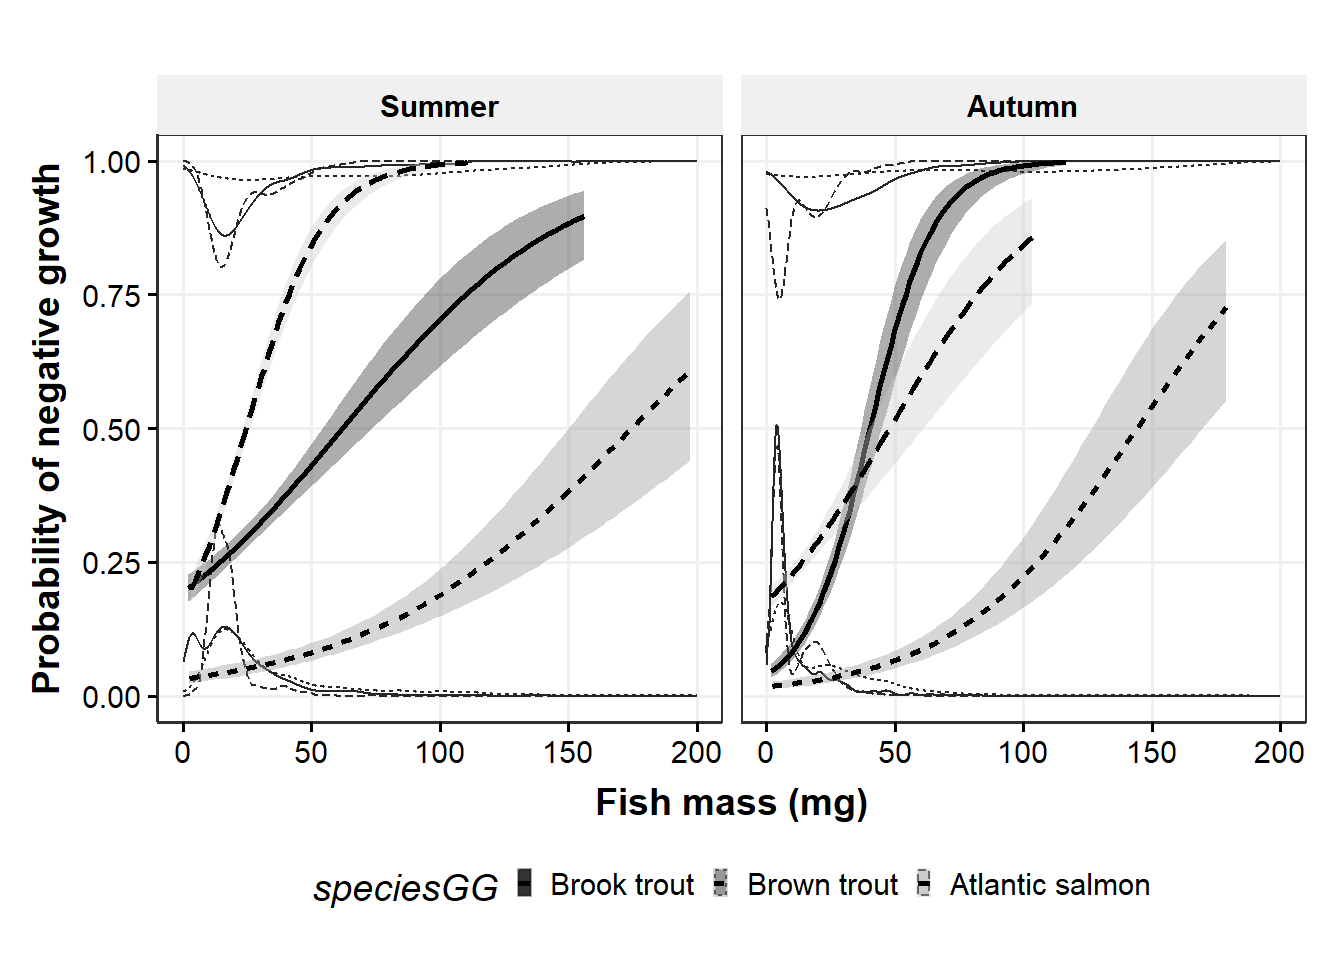 Summer
Autumn
Probability of negative growth
1.00
0.75
0.50
0.25
0.00
0 50 100 150 200
0 50 100 150 200
Fish mass (mg)
speciesGG Brook trout Brown trout Atlantic salmon